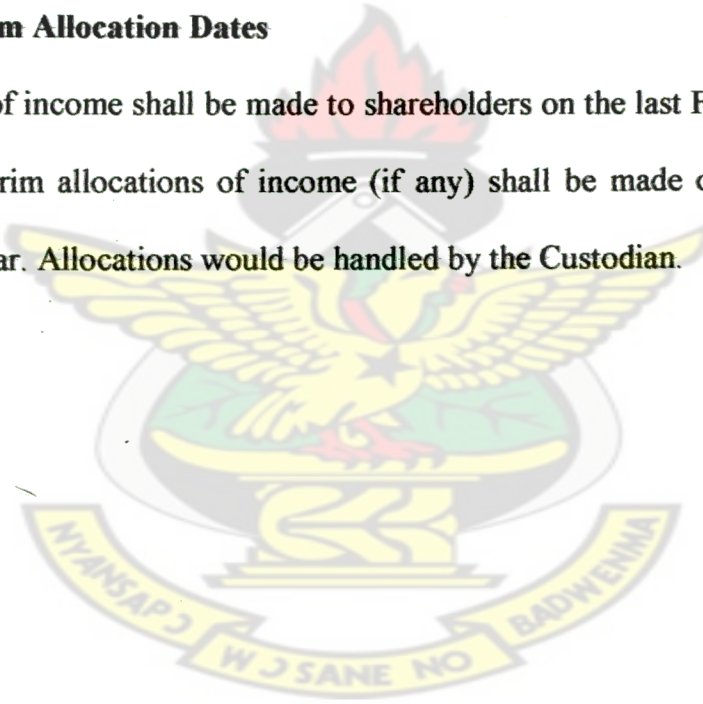 m Allocation Dates
of income shall be made to shareholders on the last F
rim allocations of income (if any) shall be made
ar. Allocations would be handled by the Custodian.
NYANSAPƆ
WƆSANE NO
BADWENMA